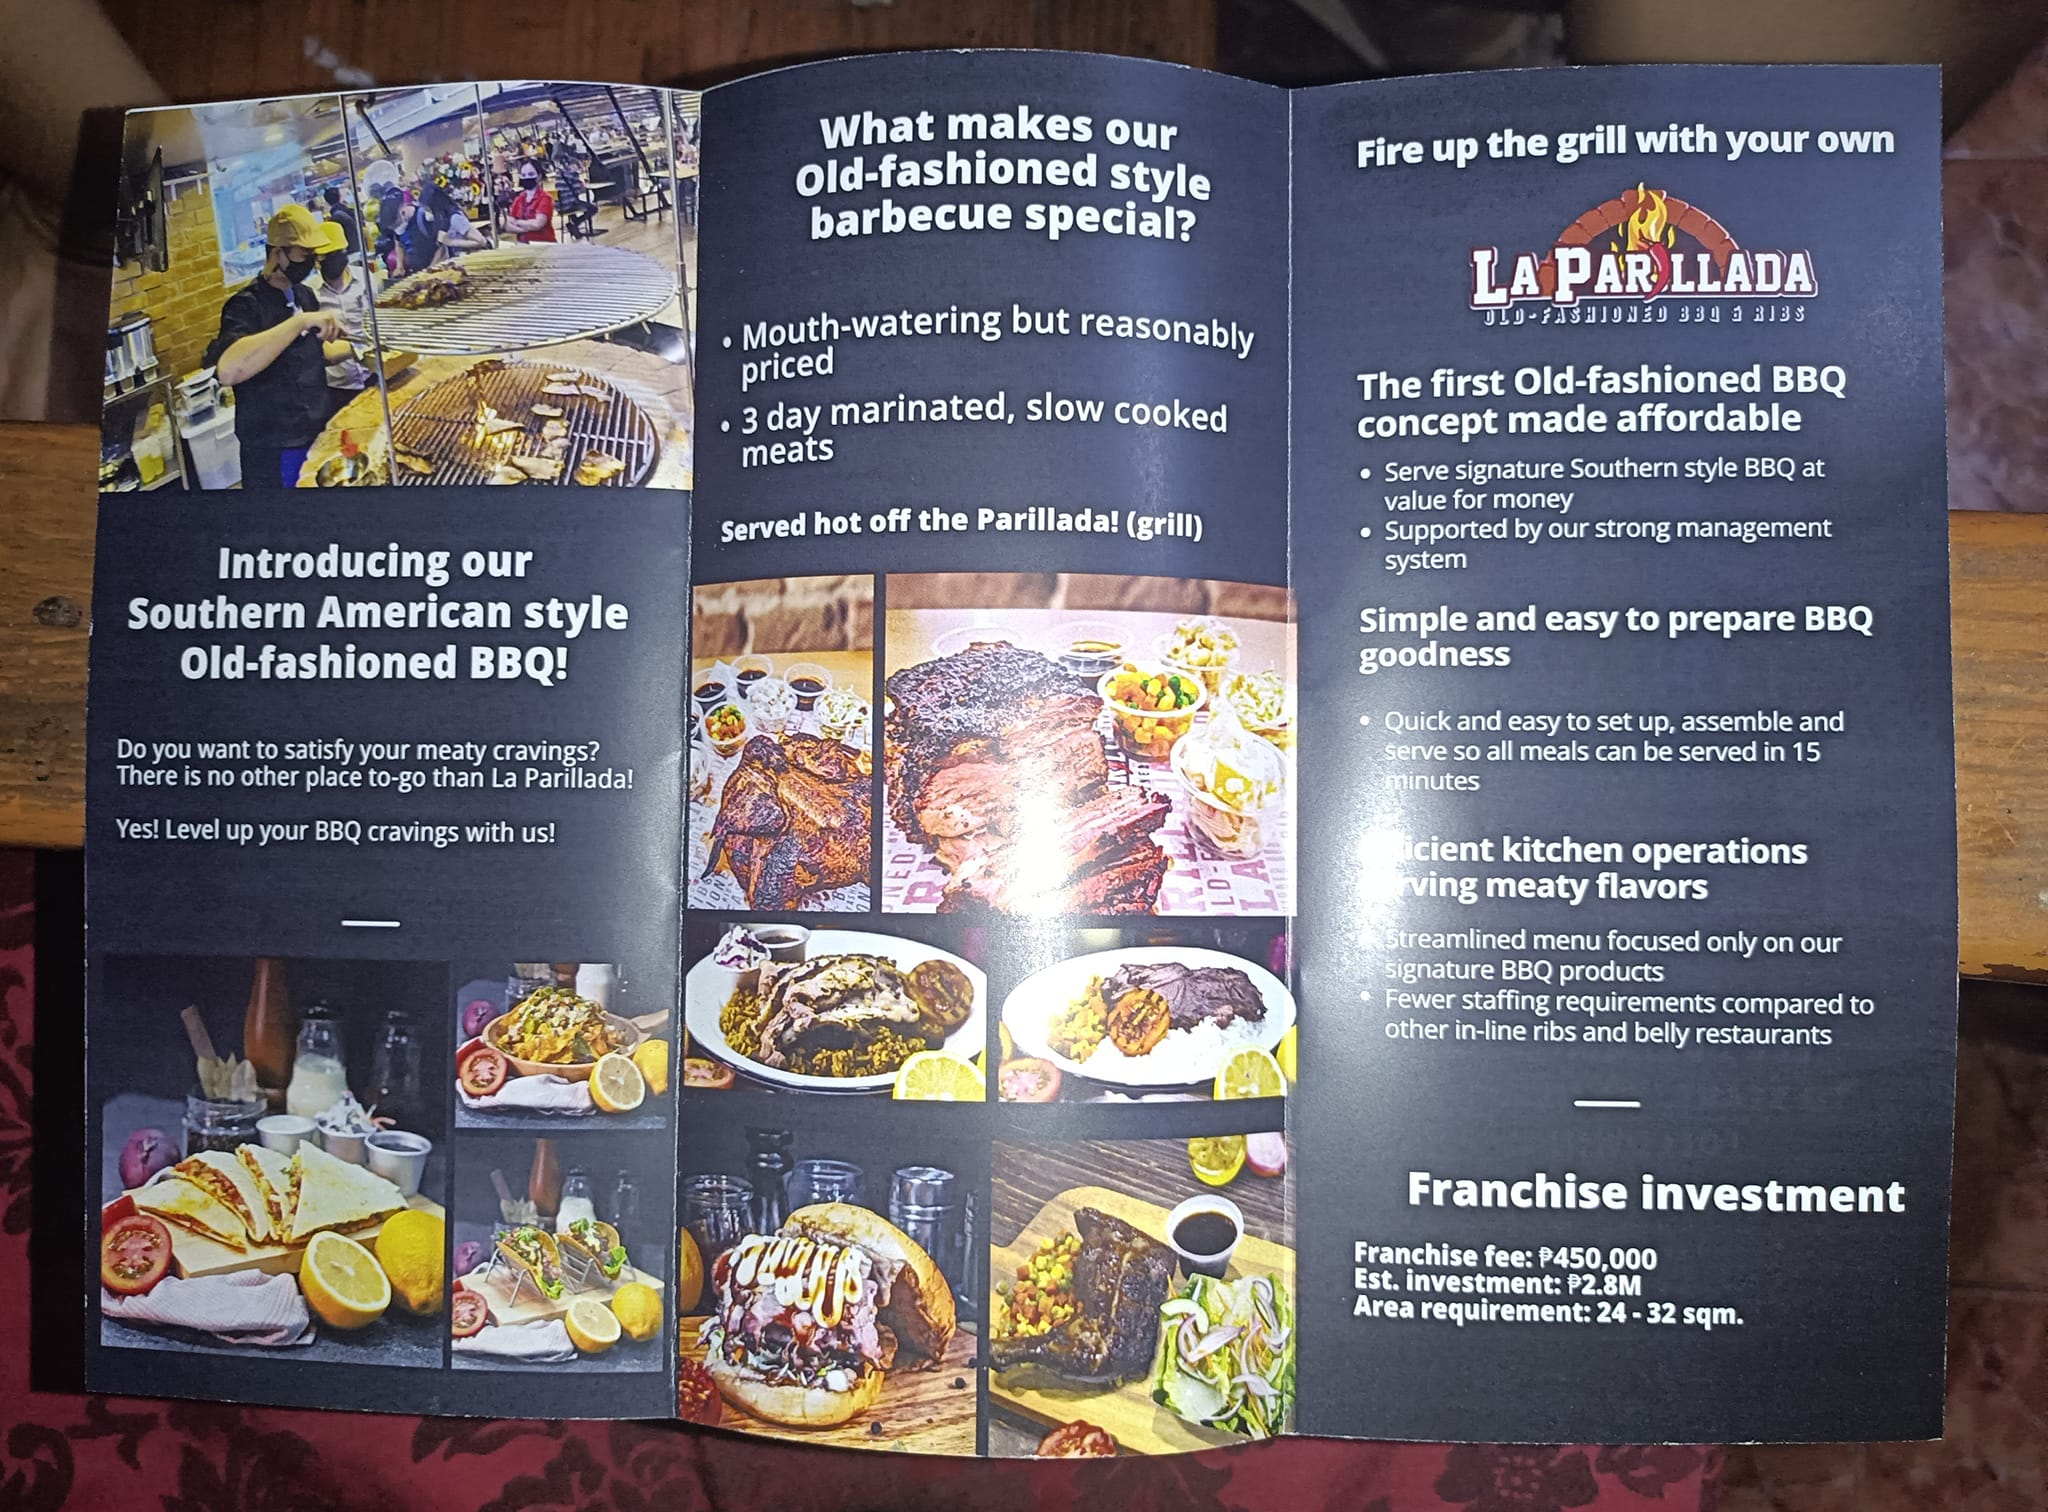 Introducing our
Southern American style
Old-fashioned BBQ!
Do you want to satisfy your meaty cravings?
There is no other place to-go than La Parillada!
Yes! Level up your BBQ cravings with us!
What makes our
Old-fashioned style
barbecue special?
• Mouth-watering but reasonably
priced
• 3 day marinated, slow cooked
meats
Served hot off the Parillada! (grill)
Fire up the grill with your own
LA PARILLADA
OLD-FASHIONED BBQ & RIBS
The first Old-fashioned BBQ
concept made affordable
• Serve signature Southern style BBQ at
value for money
• Supported by our strong management
system
Simple and easy to prepare BBQ
goodness
• Quick and easy to set up, assemble and
serve so all meals can be served in 15
minutes
kitchen operations
meaty flavors
Streamlined menu focused only on our
signature BBQ products
• Fewer staffing requirements compared to
other in-line ribs and belly restaurants
Franchise investment
Franchise fee: ₱450,000
Est. investment: ₱2.8M
Area requirement: 24 - 32 sqm.